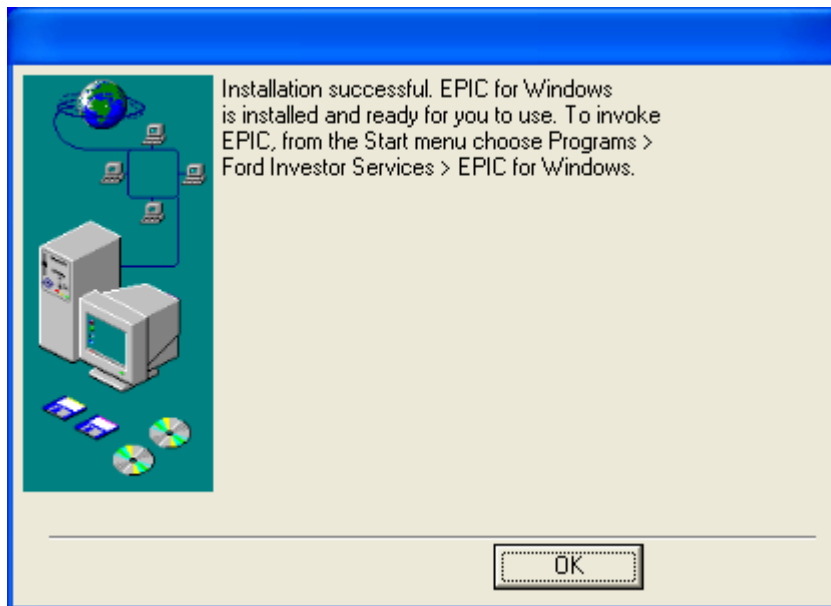 Installation successful. EPIC for Windows
is installed and ready for you to use. To invoke
EPIC, from the Start menu choose Programs >
Ford Investor Services > EPIC for Windows.
OK